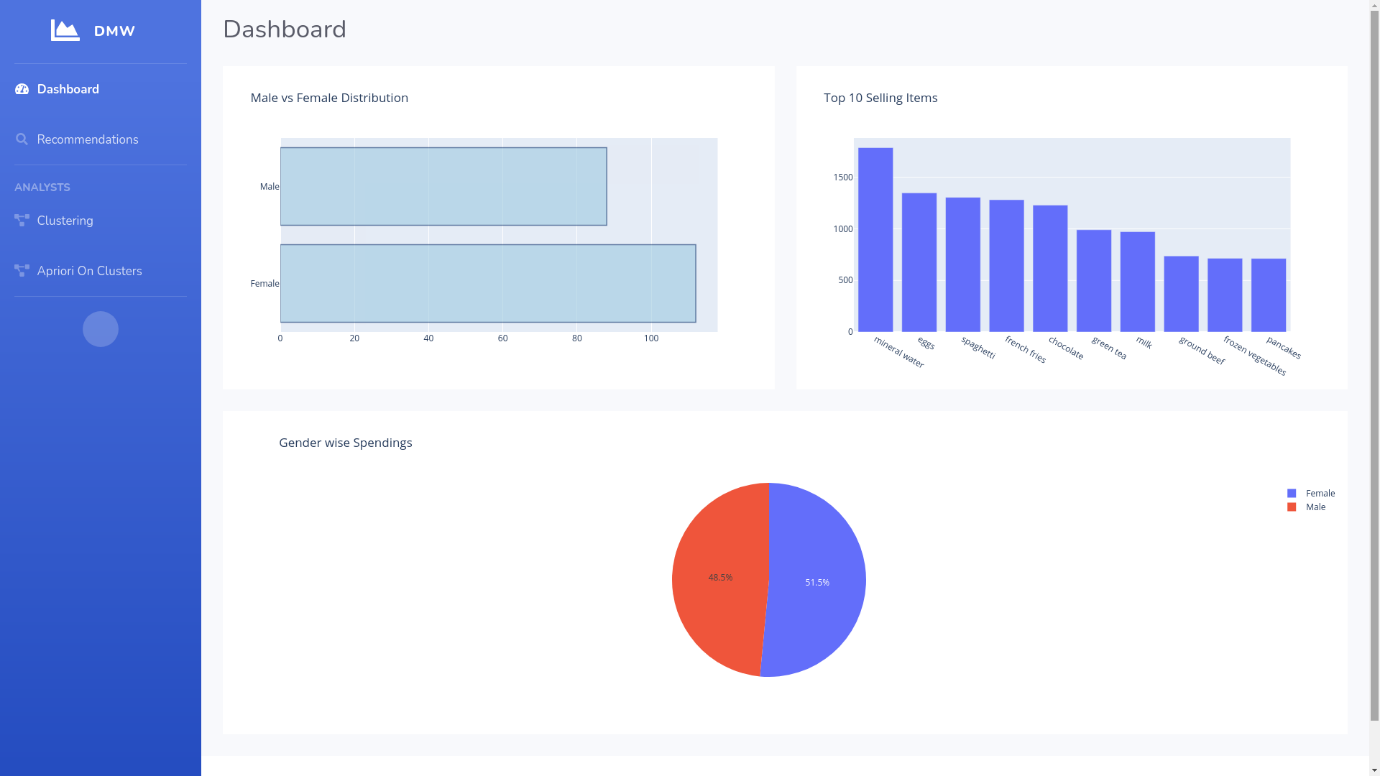 DMW
Dashboard
Recommendations
ANALYSTS
Clustering
Apriori On Clusters
Dashboard
Male vs Female Distribution
Male
Female
0 20 40 60 80 100
Top 10 Selling Items
1500
1000
500
0
mineral water
eggs
spaghetti
french fries
chocolate
green tea
milk
ground beef
frozen vegetables
pancakes
Gender wise Spendings
48.5%
51.5%
Female
Male